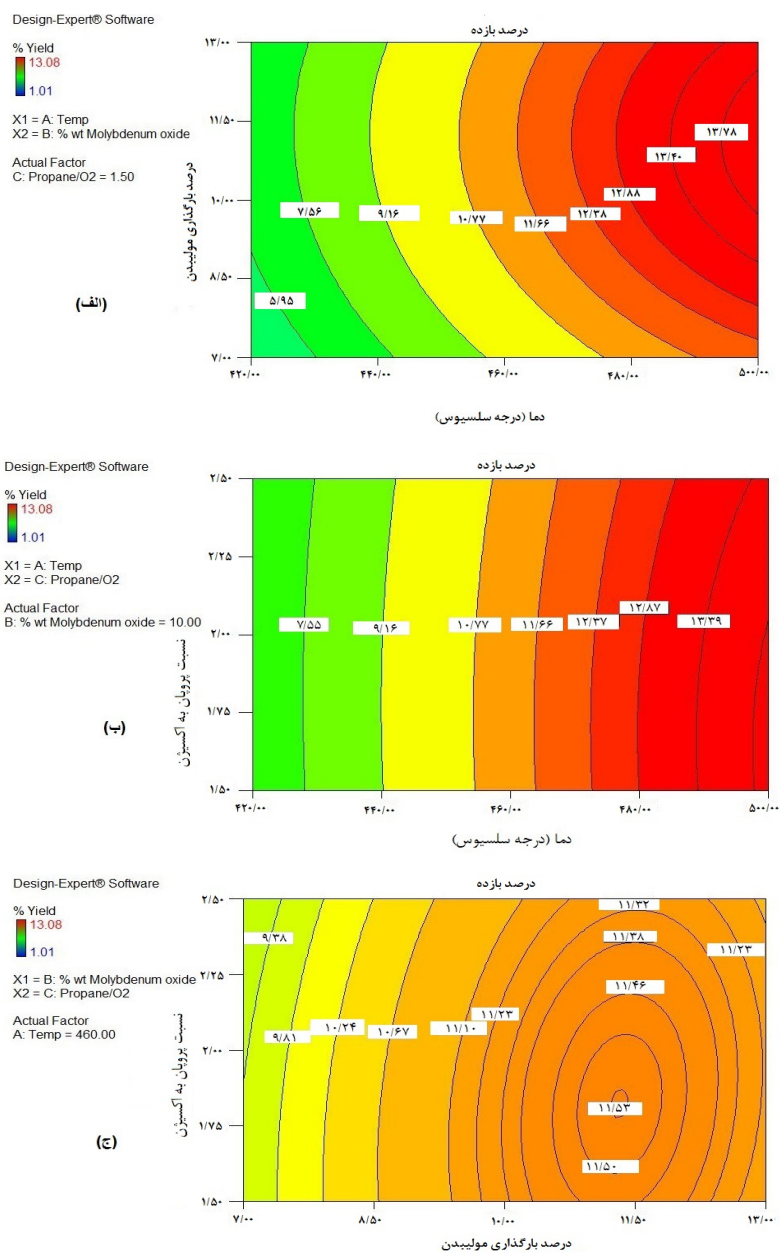 Design-Expert® Software
درصد بازده
% Yield
13.08
1.01
X1 = A: Temp
X2 = B: % wt Molybdenum oxide
Actual Factor
C: Propane/O2 = 1.50
(الف)
درصد بارگذاری مولیبدن
۱۳/۰۰
۱۱/۵۰
۱۰/۰۰
۸/۵۰
۷/۰۰
۵/۹۵
۷/۵۶
۹/۱۶
۱۰/۷۷
۱۱/۶۶
۱۲/۳۸
۱۲/۸۸
۱۳/۴۰
۱۳/۷۸
۴۲۰/۰۰
۴۴۰/۰۰
۴۶۰/۰۰
۴۸۰/۰۰
۵۰۰/۰۰
دما (درجه سلسیوس)
Design-Expert® Software
درصد بازده
% Yield
13.08
1.01
X1 = A: Temp
X2 = C: Propane/O2
Actual Factor
B: % wt Molybdenum oxide = 10.00
(ب)
نسبت پروپان به اکسیژن
۲/۵۰
۲/۲۵
۲/۰۰
۱/۷۵
۱/۵۰
۷/۵۵
۹/۱۶
۱۰/۷۷
۱۱/۶۶
۱۲/۳۷
۱۲/۸۷
۱۳/۳۹
۴۲۰/۰۰
۴۴۰/۰۰
۴۶۰/۰۰
۴۸۰/۰۰
۵۰۰/۰۰
دما (درجه سلسیوس)
Design-Expert® Software
درصد بازده
% Yield
13.08
1.01
X1 = B: % wt Molybdenum oxide
X2 = C: Propane/O2
Actual Factor
A: Temp = 460.00
(ج)
نسبت پروپان به اکسیژن
۲/۵۰
۲/۲۵
۲/۰۰
۱/۷۵
۱/۵۰
۹/۳۸
۹/۸۱
۱۰/۲۴
۱۰/۶۷
۱۱/۱۰
۱۱/۲۳
۱۱/۳۲
۱۱/۳۸
۱۱/۲۳
۱۱/۴۶
۱۱/۵۳
۱۱/۵۰
۷/۰۰
۸/۵۰
۱۰/۰۰
۱۱/۵۰
۱۳/۰۰
درصد بارگذاری مولیبدن